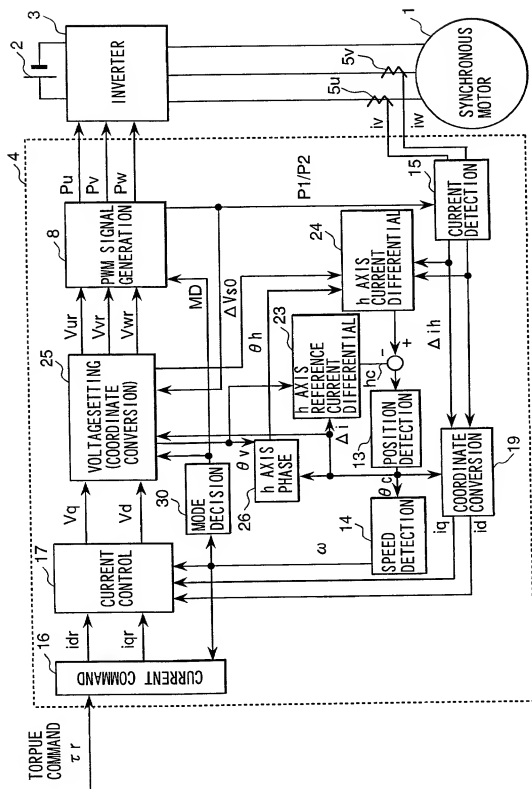 TORPUE
COMMAND
τr
16
CURRENT COMMAND
idr
iqr
17
CURRENT
CONTROL
Vq
Vd
25
VOLTAGESETTING
(COORDINATE
CONVERSION)
Vur
Vvr
Vwr
8
PWM SIGNAL
GENERATION
Pu
Pv
Pw
4
3
INVERTER
2
1
SYNCHRONOUS
MOTOR
5v
5u
iv
iw
15
CURRENT
DETECTION
P1/P2
MD
ΔVs0
30
MODE
DECISION
θv
26
h AXIS
PHASE
θh
23
h AXIS
REFERENCE
CURRENT
DIFFERENTIAL
24
h AXIS
CURRENT
DIFFERENTIAL
Δi
hc
-
+
Δih
13
POSITION
DETECTION
θc
14
SPEED
DETECTION
ω
19
COORDINATE
CONVERSION
iq
id